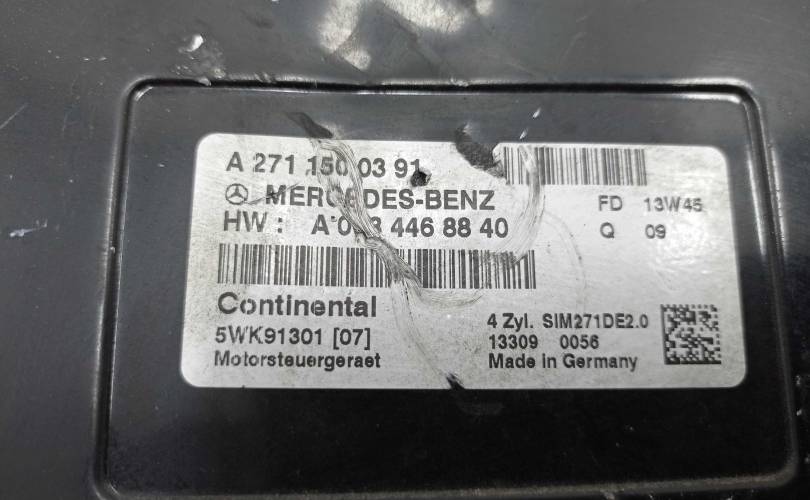 A 271 150 03 91
MERCEDES-BENZ
FD 13W45
HW : 446 88 40
Q 09
Continental
5WK91301 [07]
4 Zyl. SIM271DE2.0
13309 0056
Motorsteuergeraet
Made in Germany